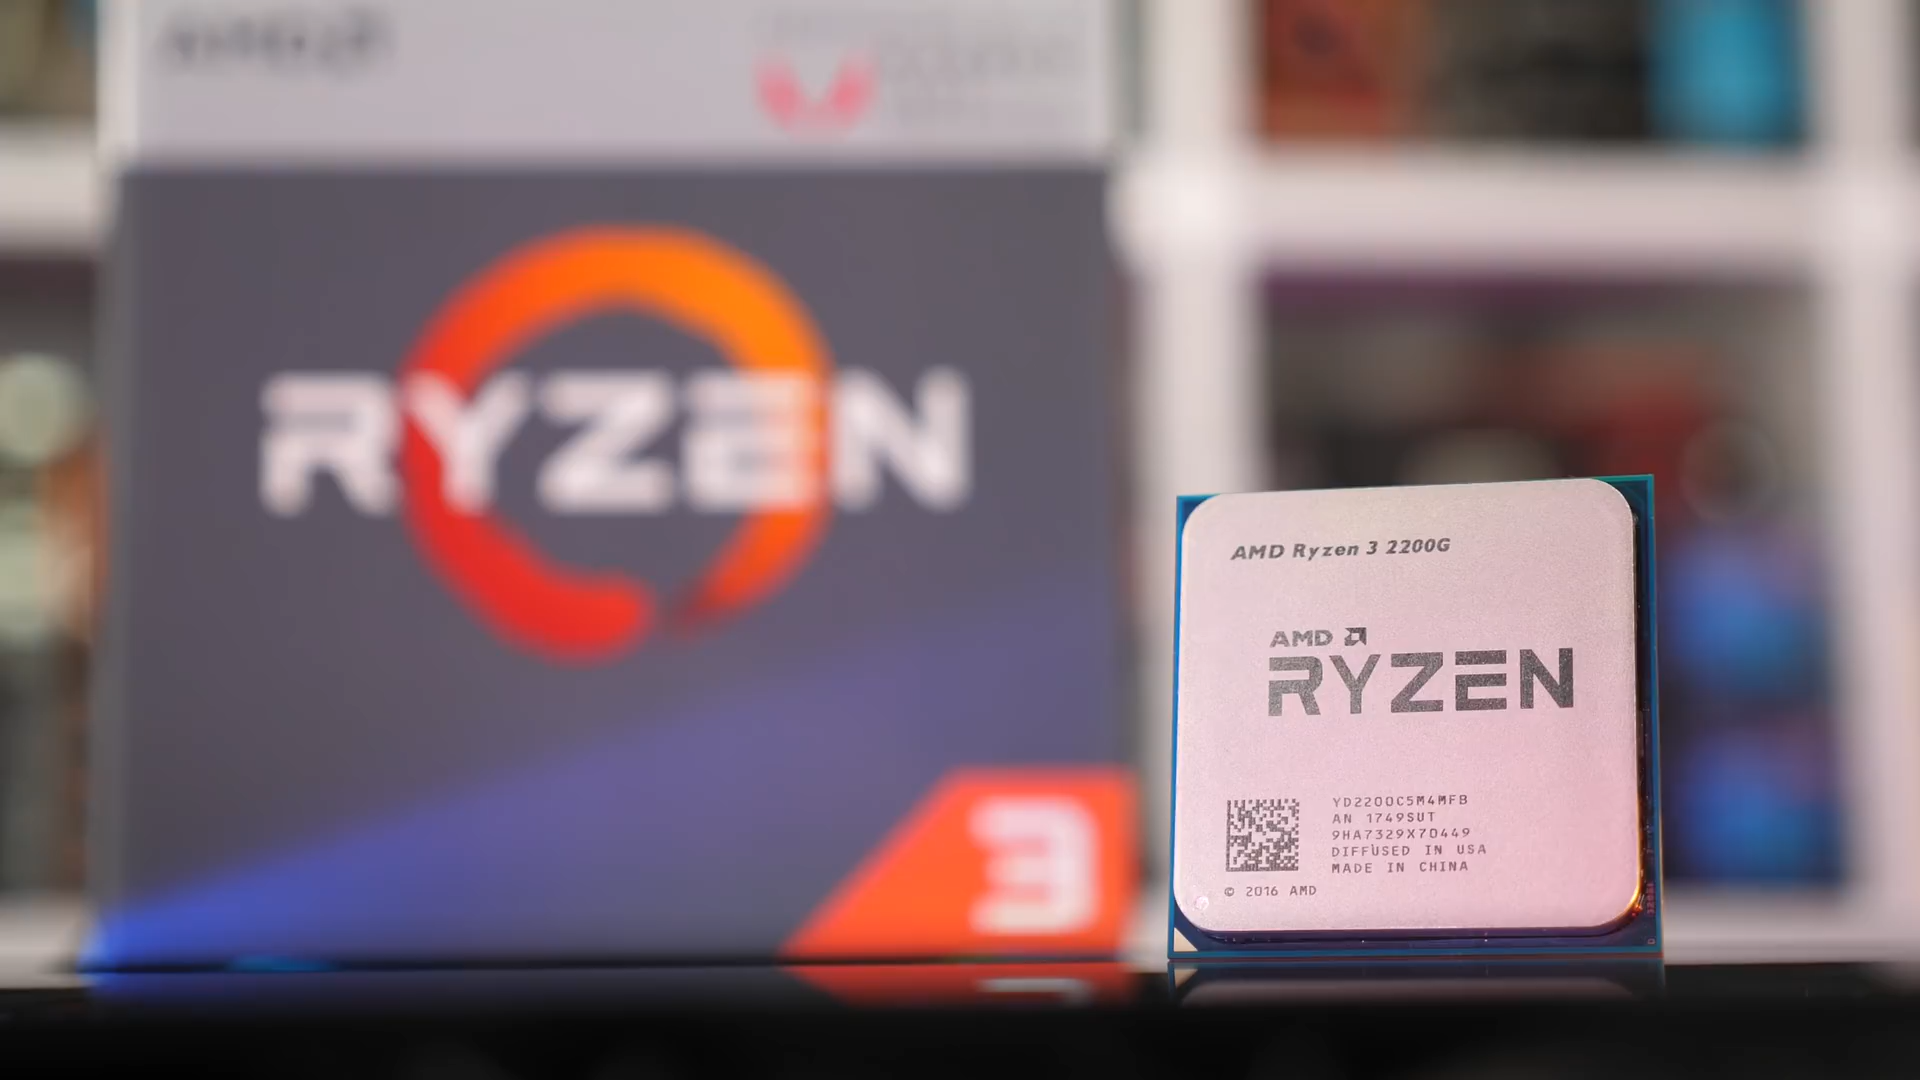 AMD
RYZEN
3
AMD Ryzen 3 2200G
AMD
RYZEN
YD2200C5M4MFB
AN 1749SUT
9HA7329X70449
DIFFUSED IN USA
MADE IN CHINA
© 2016 AMD